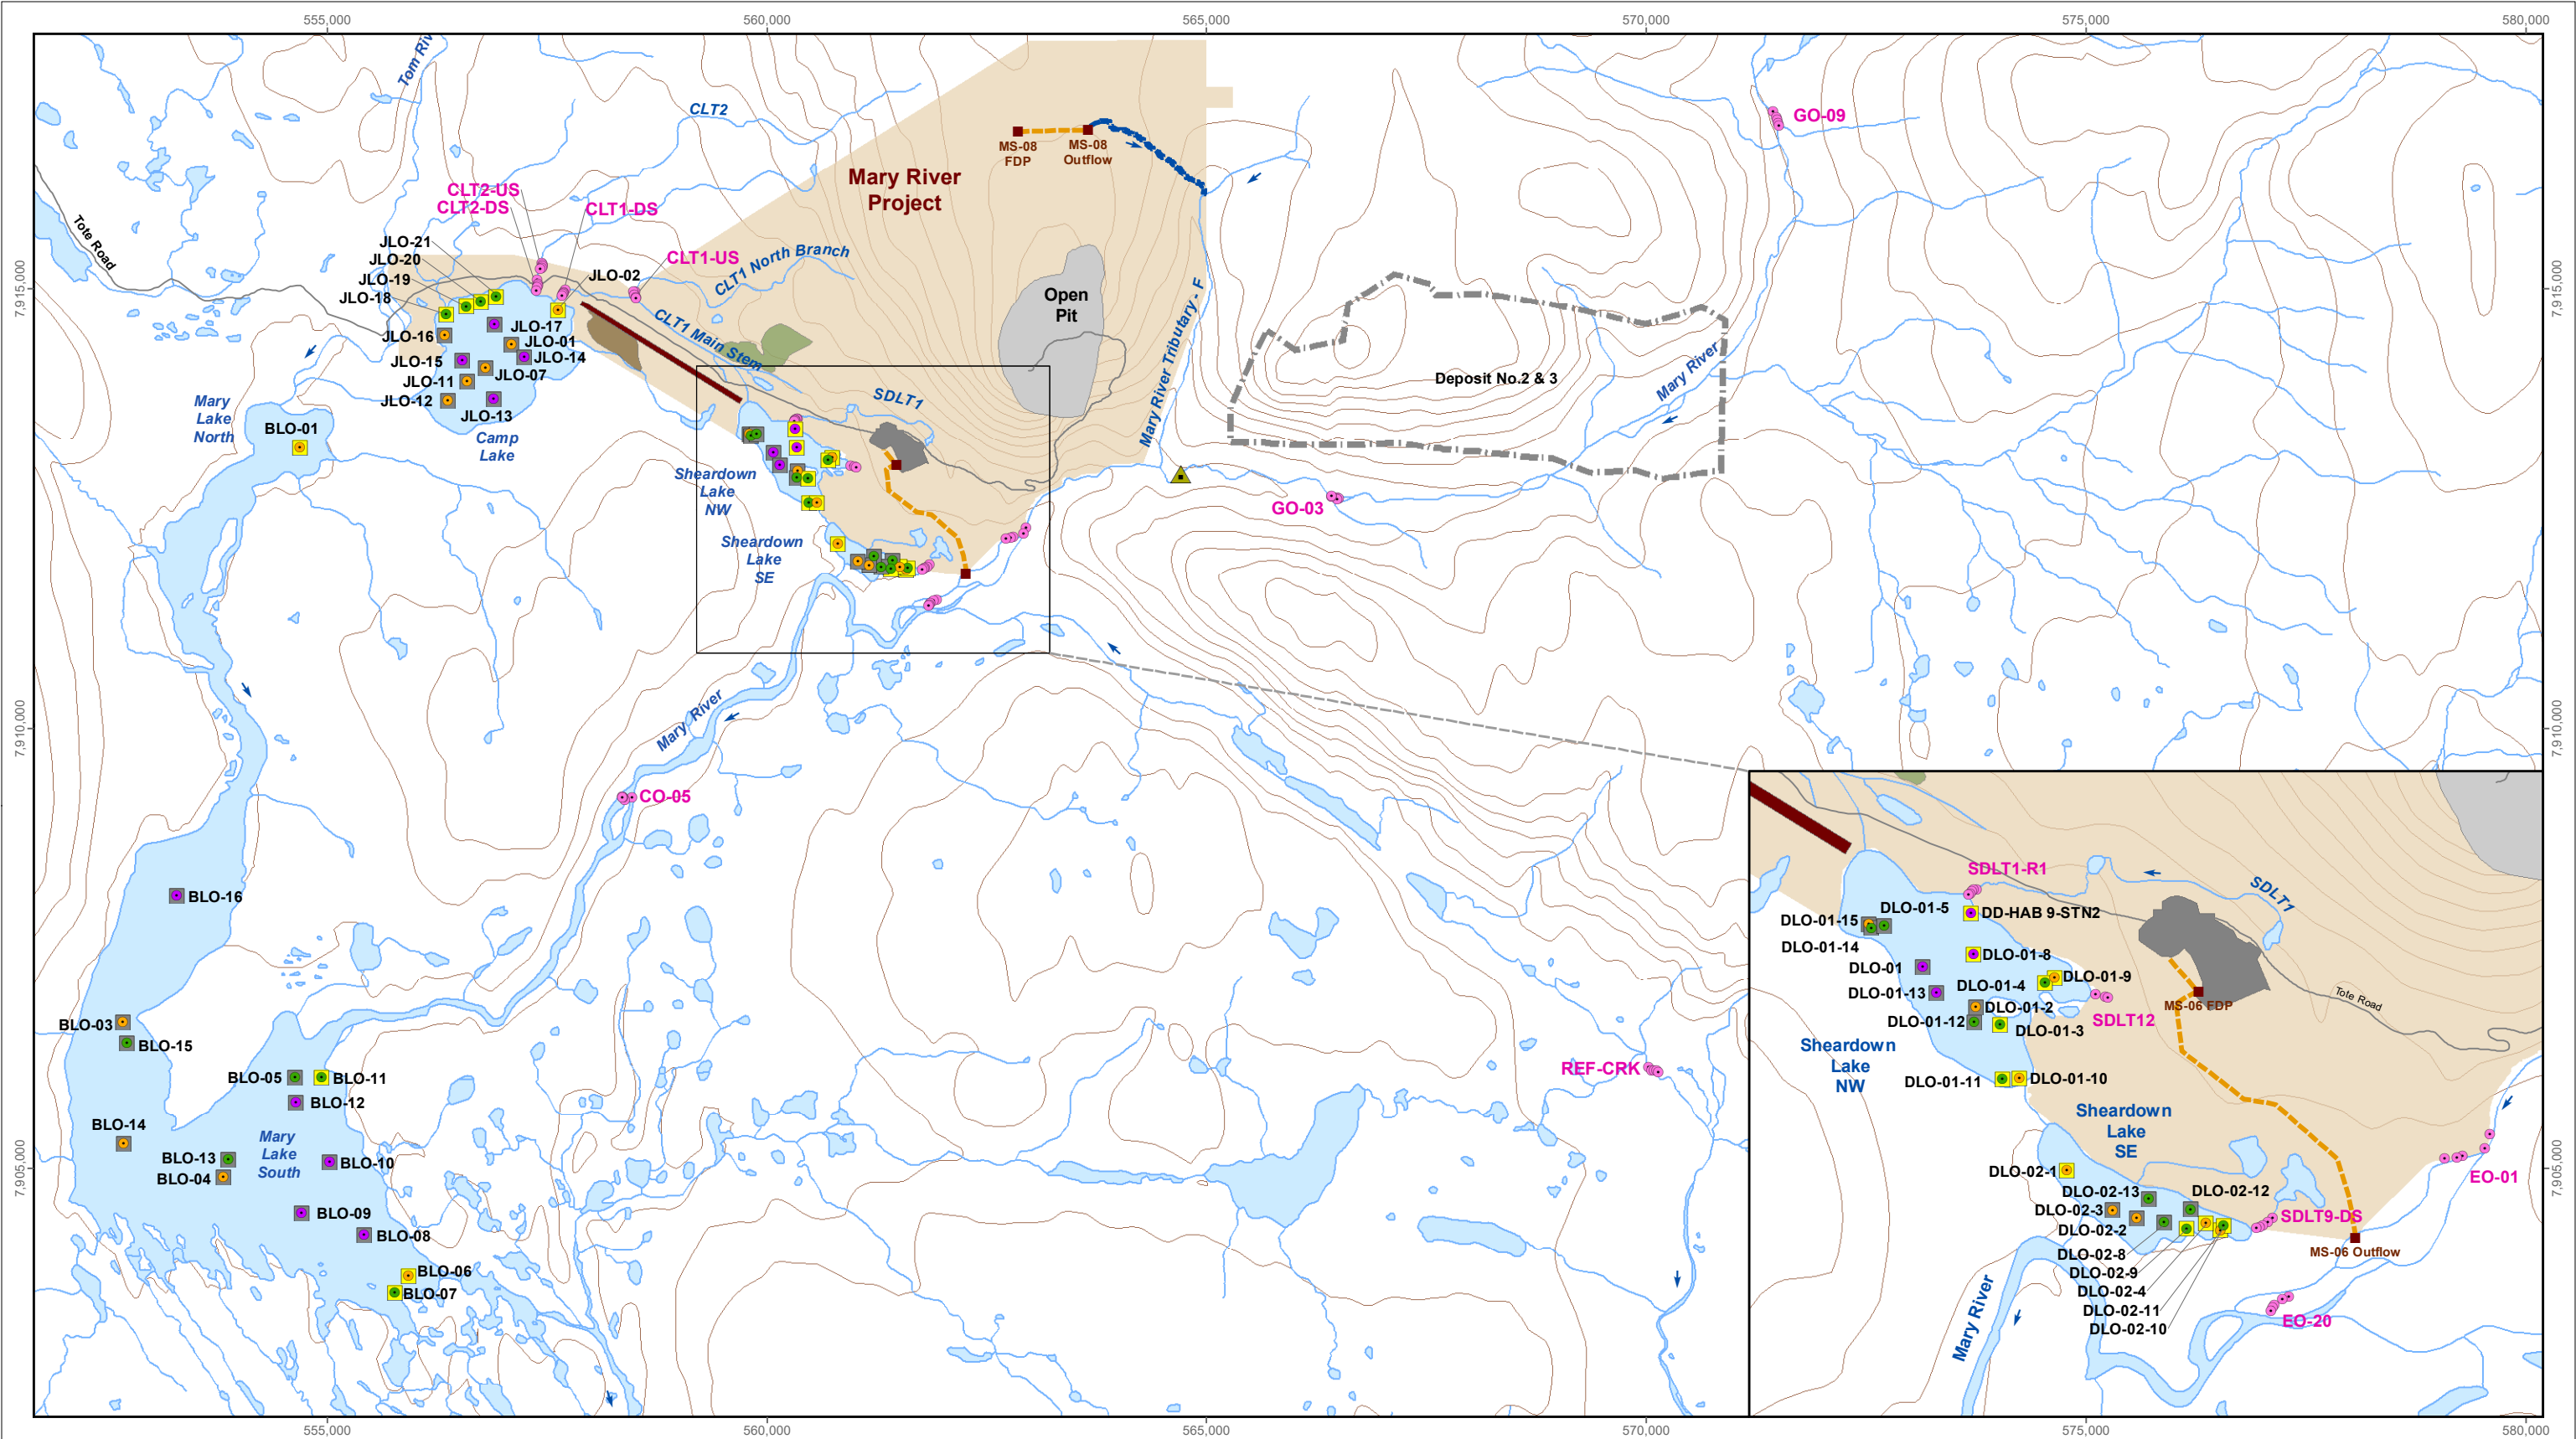 555,000
560,000
565,000
570,000
575,000
580,000
7,915,000
7,910,000
7,905,000
7,915,000
7,910,000
7,905,000
Tom Riv
CLT2
GO-09
MS-08
FDP
MS-08
Outflow
Mary River
Project
CLT2-US
CLT2-DS
CLT1-DS
Tote Road
JLO-21
JLO-20
JLO-19
JLO-18
JLO-02
CLT1-US
CLT1 North Branch
Open
Pit
Mary River Tributary - F
CLT1 Main Stem
JLO-17
JLO-16
JLO-01
JLO-14
JLO-15
JLO-07
JLO-11
JLO-12
JLO-13
Deposit No.2 & 3
Mary River
SDLT1
Mary
Lake
North
BLO-01
Camp
Lake
Sheardown
Lake
NW
GO-03
Sheardown
Lake
SE
Mary River
CO-05
BLO-16
BLO-03
BLO-15
BLO-05
BLO-11
BLO-12
BLO-14
Mary
Lake
South
BLO-13
BLO-10
BLO-04
BLO-09
BLO-08
BLO-06
BLO-07
REF-CRK
SDLT1-R1
SDLT1
DLO-01-5
DD-HAB 9-STN2
DLO-01-15
DLO-01-14
DLO-01-8
DLO-01
DLO-01-9
DLO-01-4
DLO-01-13
DLO-01-2
MS-06 FDP
Tote Road
DLO-01-12
SDLT12
DLO-01-3
Sheardown
Lake
NW
DLO-01-11
DLO-01-10
Sheardown
Lake
SE
DLO-02-1
EO-01
DLO-02-13
DLO-02-12
DLO-02-3
SDLT9-DS
DLO-02-2
MS-06 Outflow
DLO-02-8
DLO-02-9
DLO-02-4
DLO-02-11
DLO-02-10
EO-20
Mary River
555,000
560,000
565,000
570,000
575,000
580,000